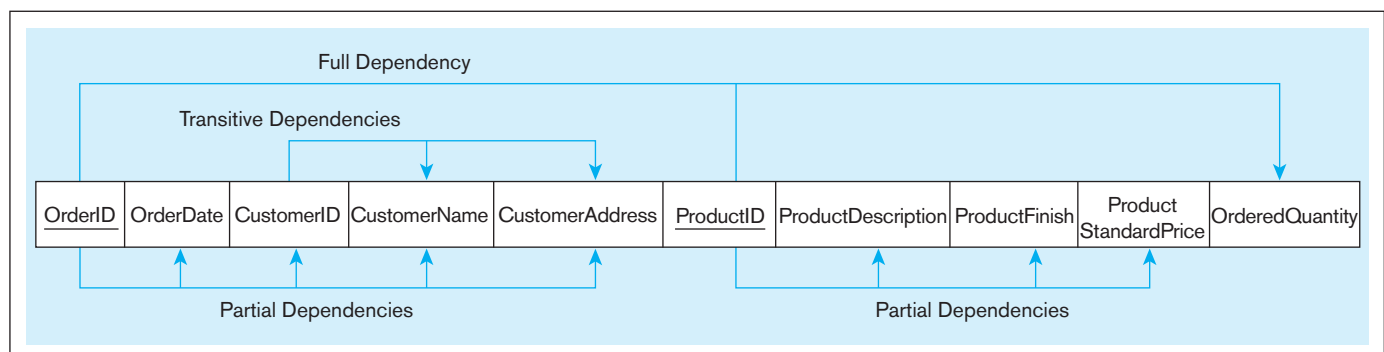 Full Dependency
Transitive Dependencies
OrderID OrderDate CustomerID CustomerName CustomerAddress ProductID ProductDescription ProductFinish Product
StandardPrice OrderedQuantity
Partial Dependencies Partial Dependencies